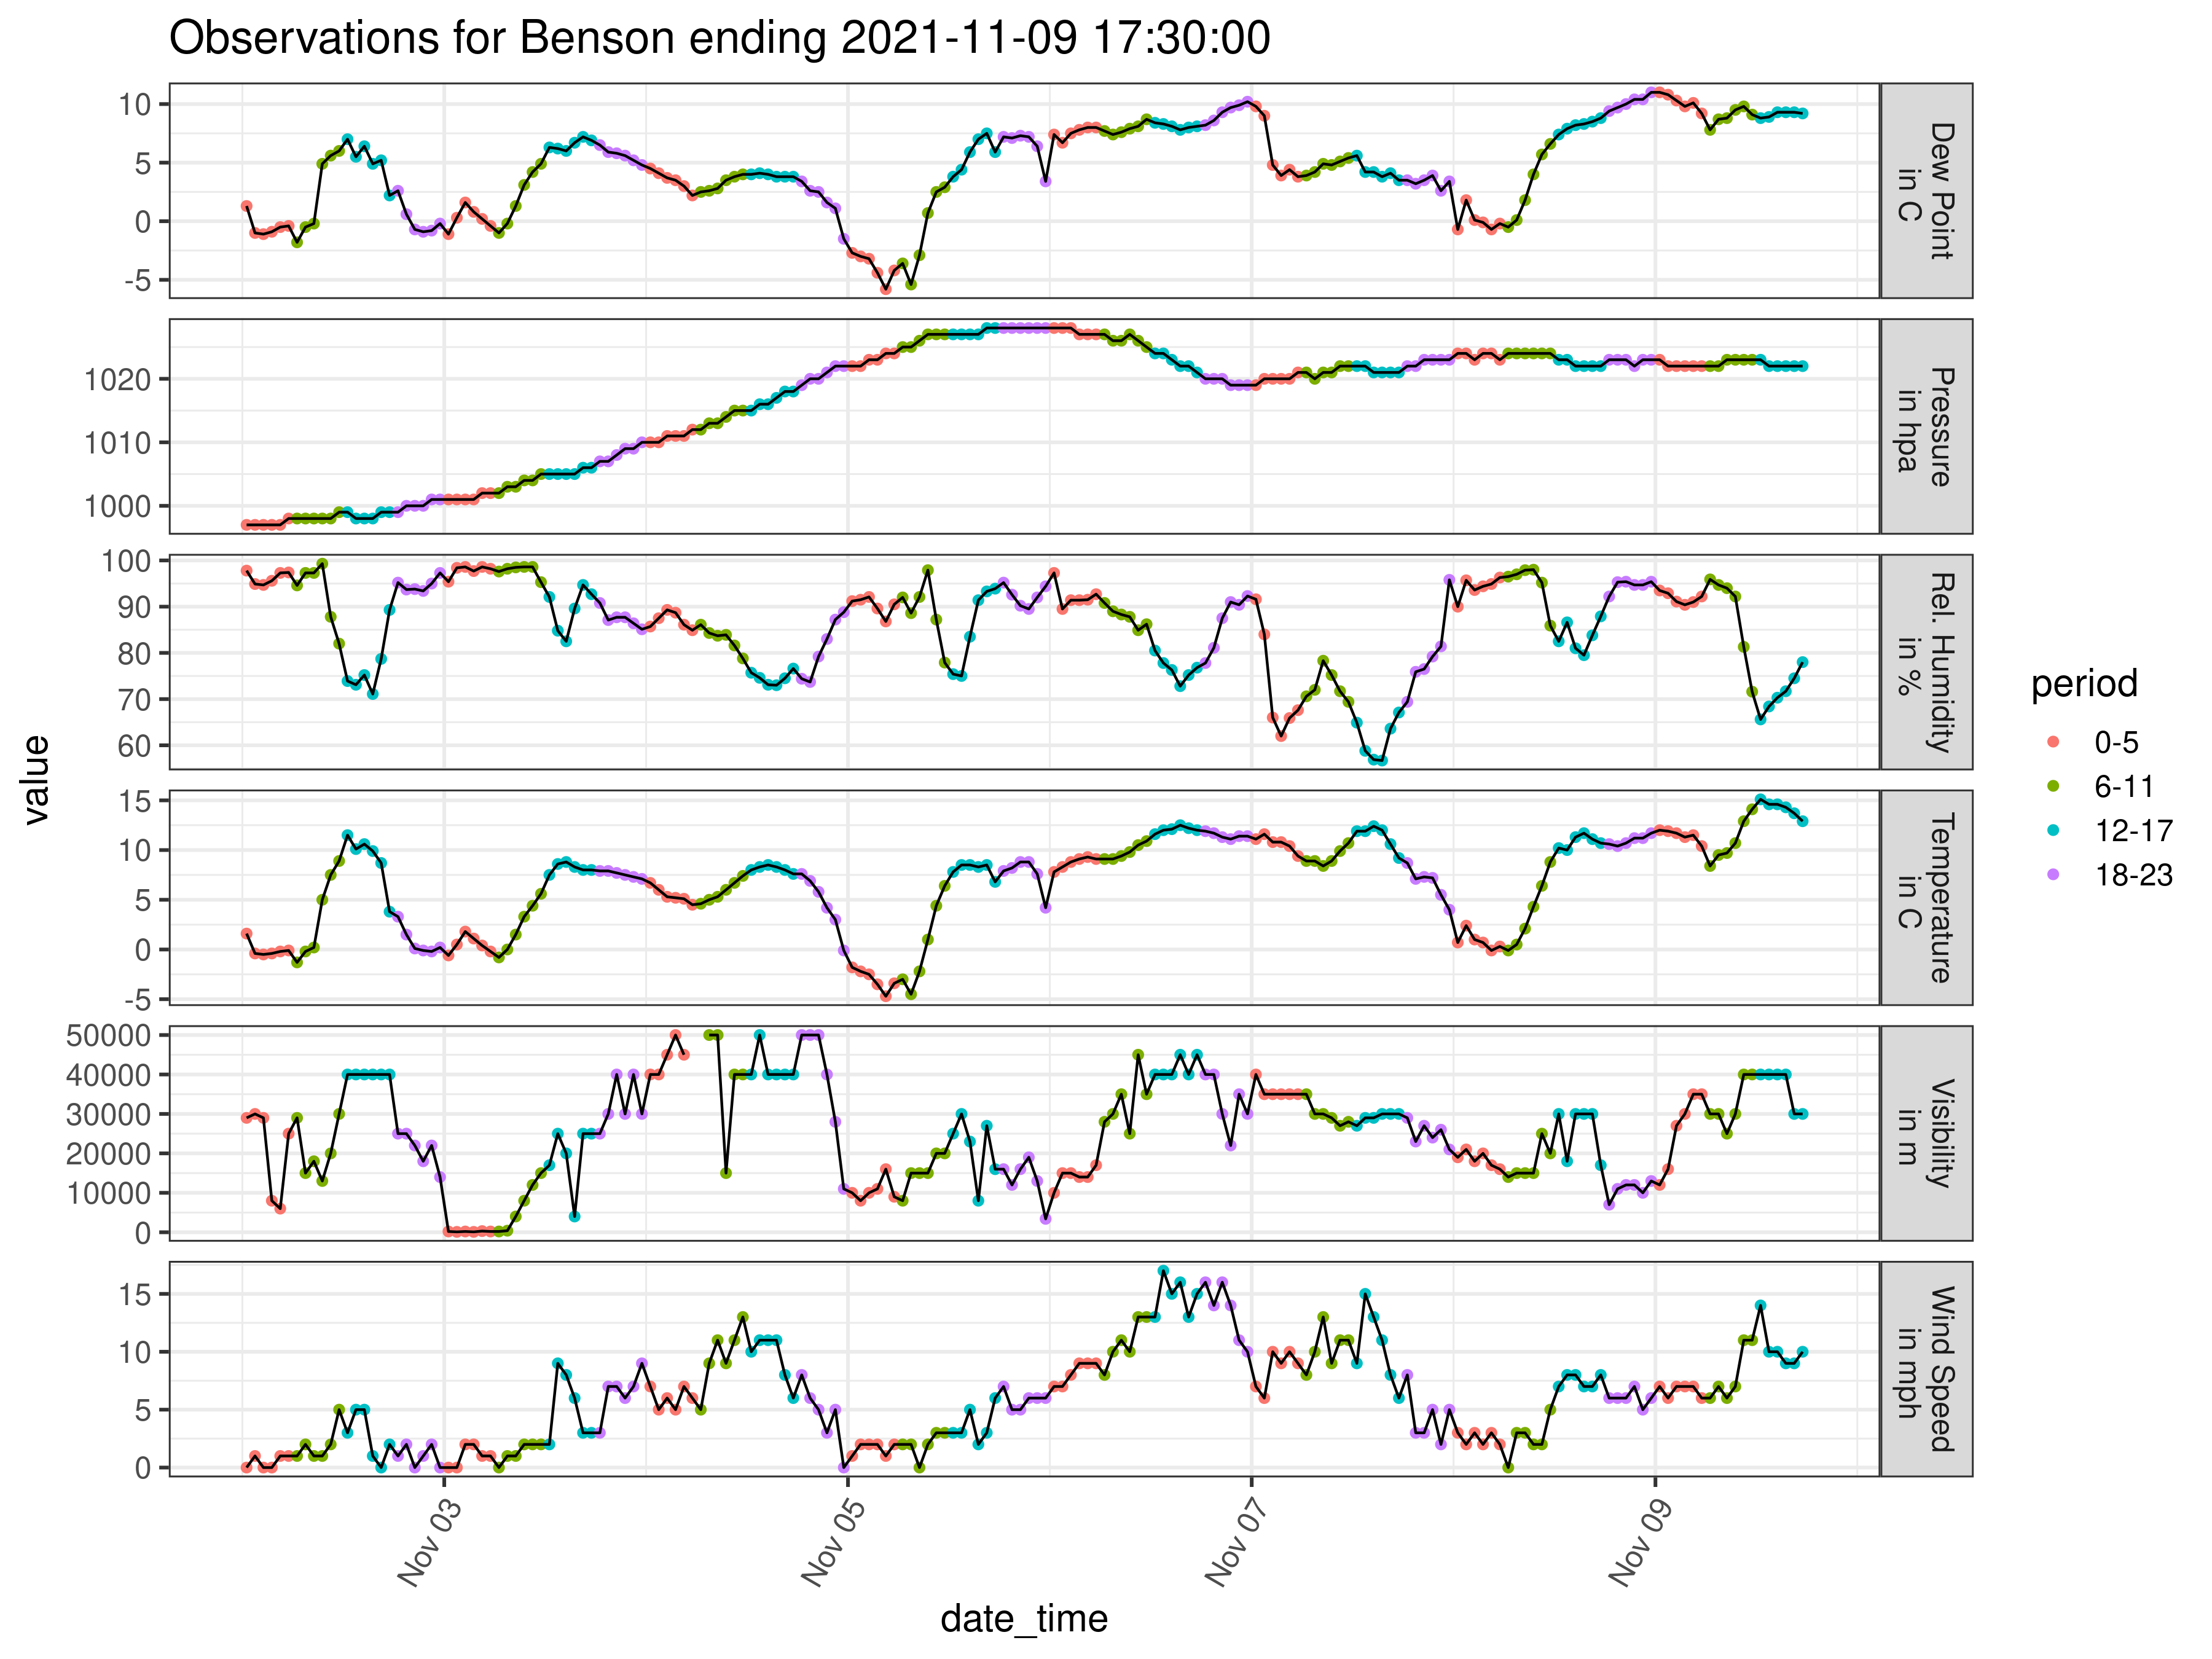 Observations for Benson ending 2021-11-09 17:30:00
value
10
5
0
-5
Dew Point
in C
1020
1010
1000
Pressure
in hpa
100
90
80
70
60
Rel. Humidity
in %
15
10
5
0
-5
Temperature
in C
50000
40000
30000
20000
10000
0
Visibility
in m
15
10
5
0
Wind Speed
in mph
Nov 03
Nov 05
Nov 07
Nov 09
date_time
period
0-5
6-11
12-17
18-23